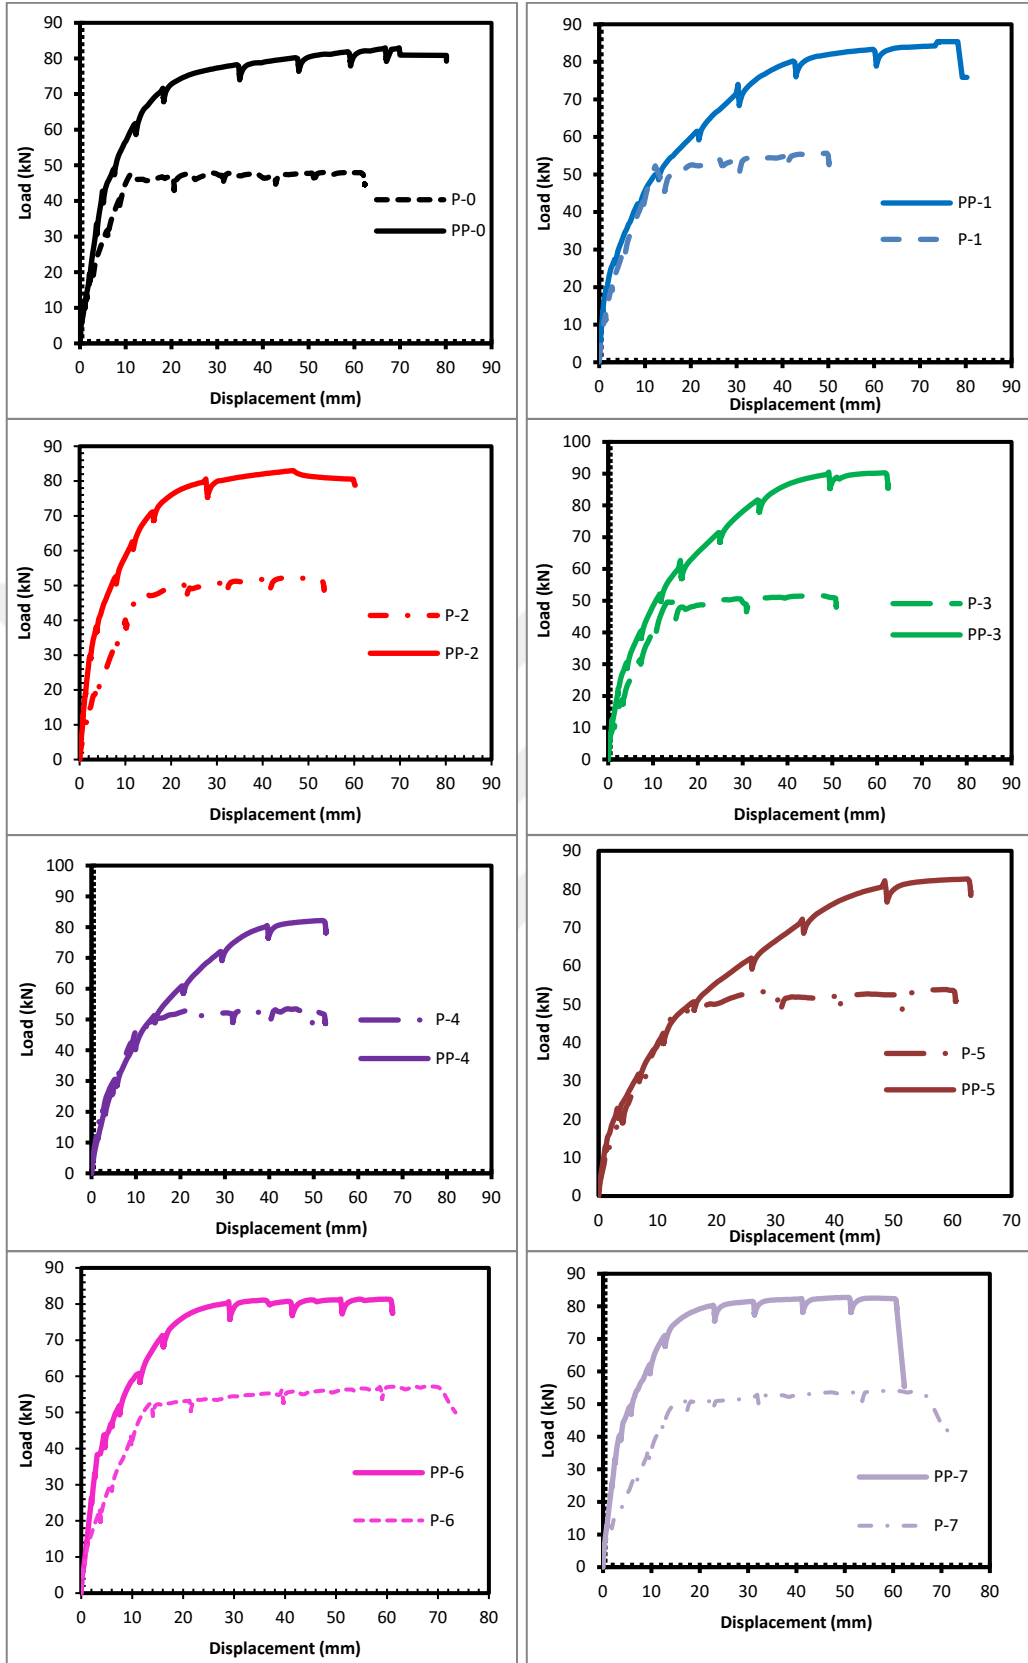 90
80
70
60
50
40
30
20
10
0
Load (kN)
P-0
PP-0
0 10 20 30 40 50 60 70 80 90
Displacement (mm)
90
80
70
60
50
40
30
20
10
0
Load (kN)
PP-1
P-1
0 10 20 30 40 50 60 70 80 90
Displacement (mm)
90
80
70
60
50
40
30
20
10
0
Load (kN)
P-2
PP-2
0 10 20 30 40 50 60 70 80 90
Displacement (mm)
100
90
80
70
60
50
40
30
20
10
0
Load (kN)
P-3
PP-3
0 10 20 30 40 50 60 70 80 90
Displacement (mm)
100
90
80
70
60
50
40
30
20
10
0
Load (kN)
P-4
PP-4
0 10 20 30 40 50 60 70 80 90
Displacement (mm)
90
80
70
60
50
40
30
20
10
0
Load (kN)
P-5
PP-5
0 10 20 30 40 50 60 70
Displacement (mm)
90
80
70
60
50
40
30
20
10
0
Load (kN)
PP-6
P-6
0 10 20 30 40 50 60 70 80
Displacement (mm)
90
80
70
60
50
40
30
20
10
0
Load (kN)
PP-7
P-7
0 10 20 30 40 50 60 70 80
Displacement (mm)